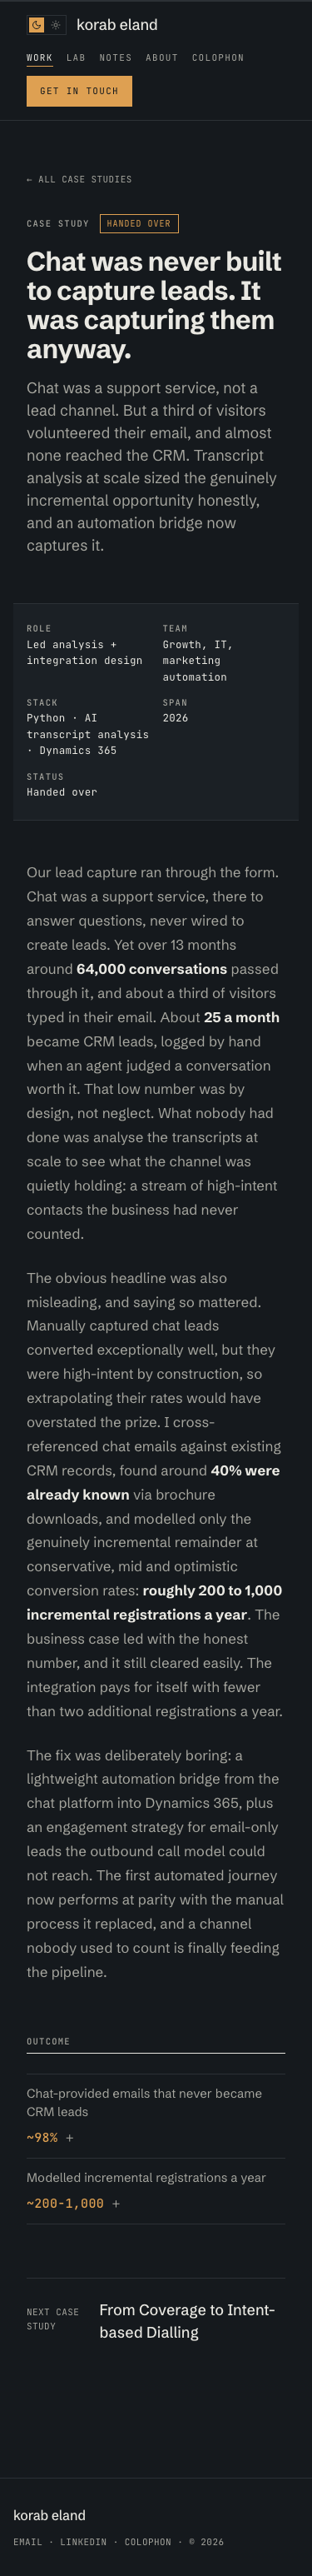 korab eland
WORK LAB NOTES ABOUT COLOPHON
GET IN TOUCH
← ALL CASE STUDIES
CASE STUDY HANDED OVER
Chat was never built
to capture leads. It
was capturing them
anyway.
Chat was a support service, not a
lead channel. But a third of visitors
volunteered their email, and almost
none reached the CRM. Transcript
analysis at scale sized the genuinely
incremental opportunity honestly,
and an automation bridge now
captures it.
ROLE
Led analysis +
integration design
TEAM
Growth, IT,
marketing
automation
STACK
Python · AI
transcript analysis
· Dynamics 365
SPAN
2026
STATUS
Handed over
Our lead capture ran through the form.
Chat was a support service, there to
answer questions, never wired to
create leads. Yet over 13 months
around 64,000 conversations passed
through it, and about a third of visitors
typed in their email. About 25 a month
became CRM leads, logged by hand
when an agent judged a conversation
worth it. That low number was by
design, not neglect. What nobody had
done was analyse the transcripts at
scale to see what the channel was
quietly holding: a stream of high-intent
contacts the business had never
counted.
The obvious headline was also
misleading, and saying so mattered.
Manually captured chat leads
converted exceptionally well, but they
were high-intent by construction, so
extrapolating their rates would have
overstated the prize. I cross-
referenced chat emails against existing
CRM records, found around 40% were
already known via brochure
downloads, and modelled only the
genuinely incremental remainder at
conservative, mid and optimistic
conversion rates: roughly 200 to 1,000
incremental registrations a year. The
business case led with the honest
number, and it still cleared easily. The
integration pays for itself with fewer
than two additional registrations a year.
The fix was deliberately boring: a
lightweight automation bridge from the
chat platform into Dynamics 365, plus
an engagement strategy for email-only
leads the outbound call model could
not reach. The first automated journey
now performs at parity with the manual
process it replaced, and a channel
nobody used to count is finally feeding
the pipeline.
OUTCOME
Chat-provided emails that never became
CRM leads
~98% +
Modelled incremental registrations a year
~200-1,000 +
NEXT CASE
STUDY
From Coverage to Intent-
based Dialling
korab eland
EMAIL · LINKEDIN · COLOPHON · © 2026